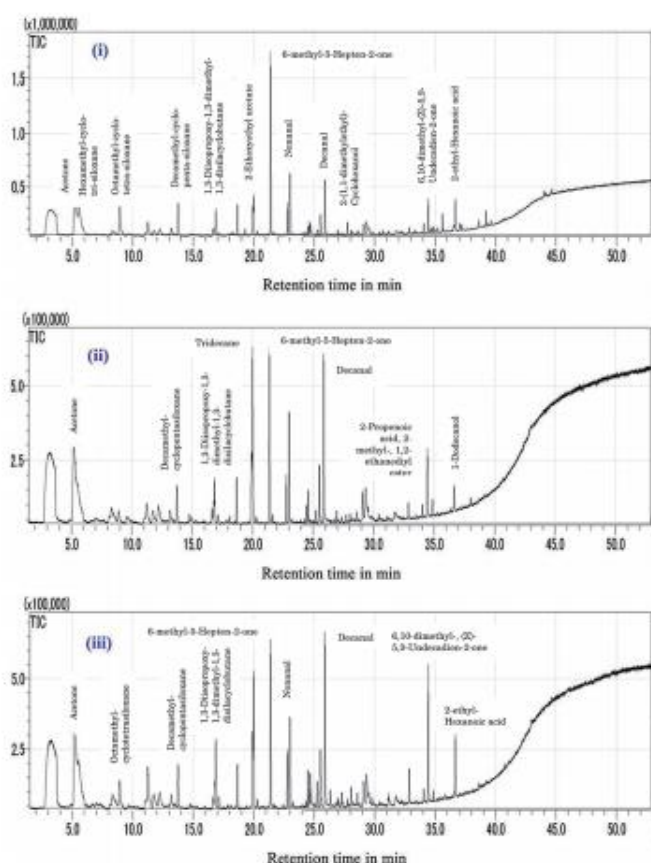 (x1,000,000)
TIC
(i)
6-methyl-5-Hepten-2-one
1,5
1,0
0,5
Acetone
Hexamethyl-cyclo-
tri-siloxane
Octamethyl-cyclo-
tetra-siloxane
Decamethyl-cyclo-
penta-siloxane
1,3-Diisopropoxy-1,3-dimethyl-
1,3-disilacyclobutane
2-Ethoxyethyl acetate
Nonanal
Decanal
2-(1,1-dimethylethyl)-
Cyclohexanol
6,10-dimethyl-(Z)-5,9-
Undecadien-2-one
2-ethyl-Hexanoic acid
5.0 10.0 15.0 20.0 25.0 30.0 35.0 40.0 45.0 50.0
Retention time in min
(x100,000)
TIC
(ii)
Tridecane
6-methyl-5-Hepten-2-one
5.0
2.5
Acetone
Decamethyl-
cyclopentasiloxane
1,3-Diisopropoxy-1,3-
dimethyl-1,3-
disilacyclobutane
Decanal
2-Propenoic
acid, 2-
methyl-, 1,2-
ethanediyl
ester
1-Dodecanol
5.0 10.0 15.0 20.0 25.0 30.0 35.0 40.0 45.0 50.0
Retention time in min
(x100,000)
TIC
(iii)
6-methyl-5-Hepten-2-one
5.0
2.5
Acetone
Octamethyl-
cyclotetrasiloxane
Decamethyl-
cyclopentasiloxane
1,3-Diisopropoxy-
1,3-dimethyl-1,3-
disilacyclobutane
Nonanal
Decanal
6,10-dimethyl-, (Z)-
5,9-Undecadien-2-one
2-ethyl-
Hexanoic acid
5.0 10.0 15.0 20.0 25.0 30.0 35.0 40.0 45.0 50.0
Retention time in min